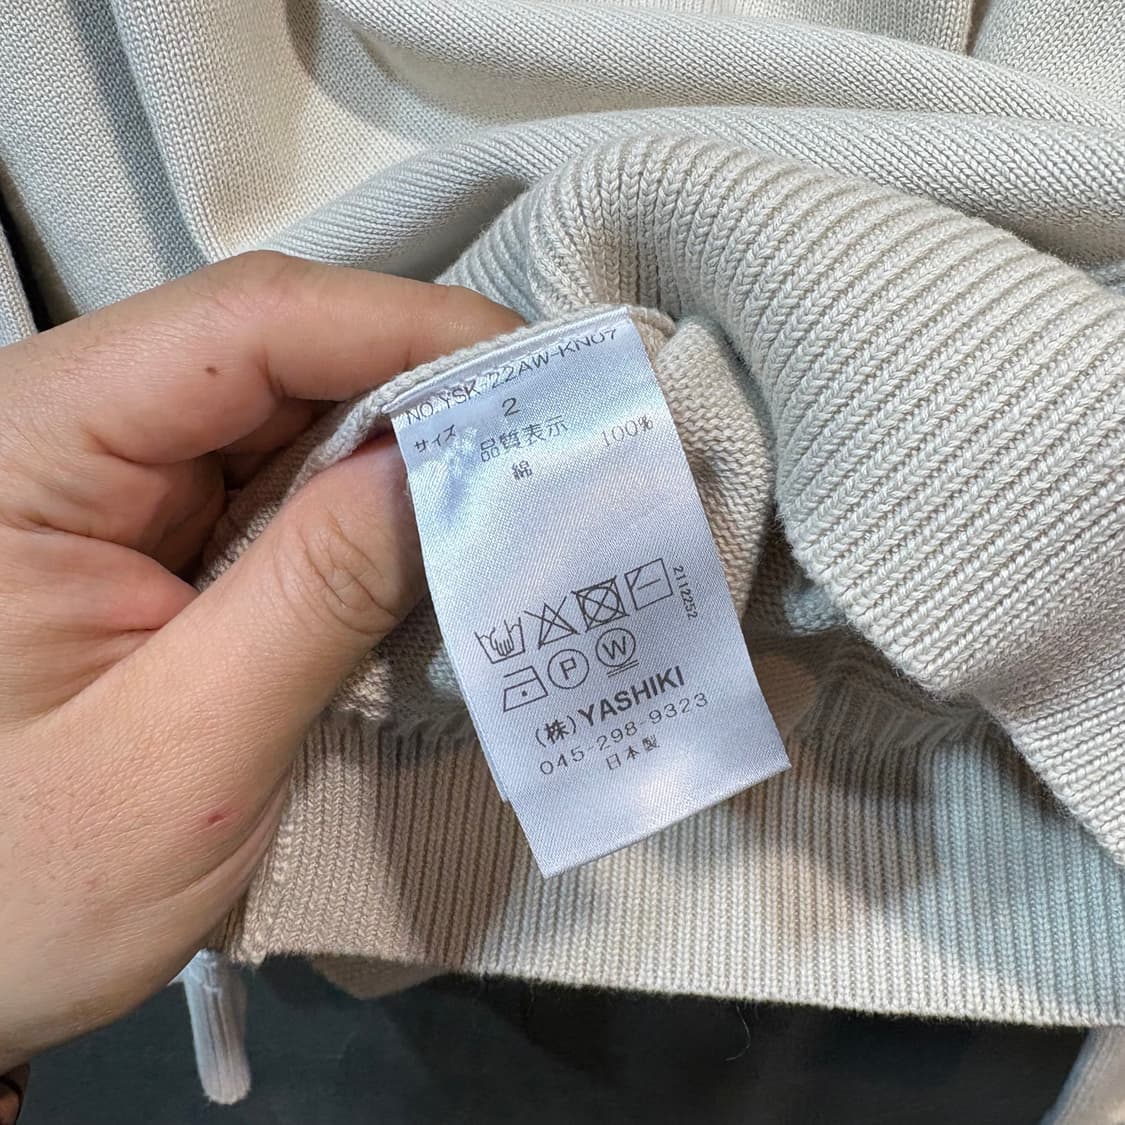 NO.YSK-22AW-KN07
サイズ 2
品質表示
綿 100%
2112252
P W
(株)YASHIKI
045-298-9323
日本製